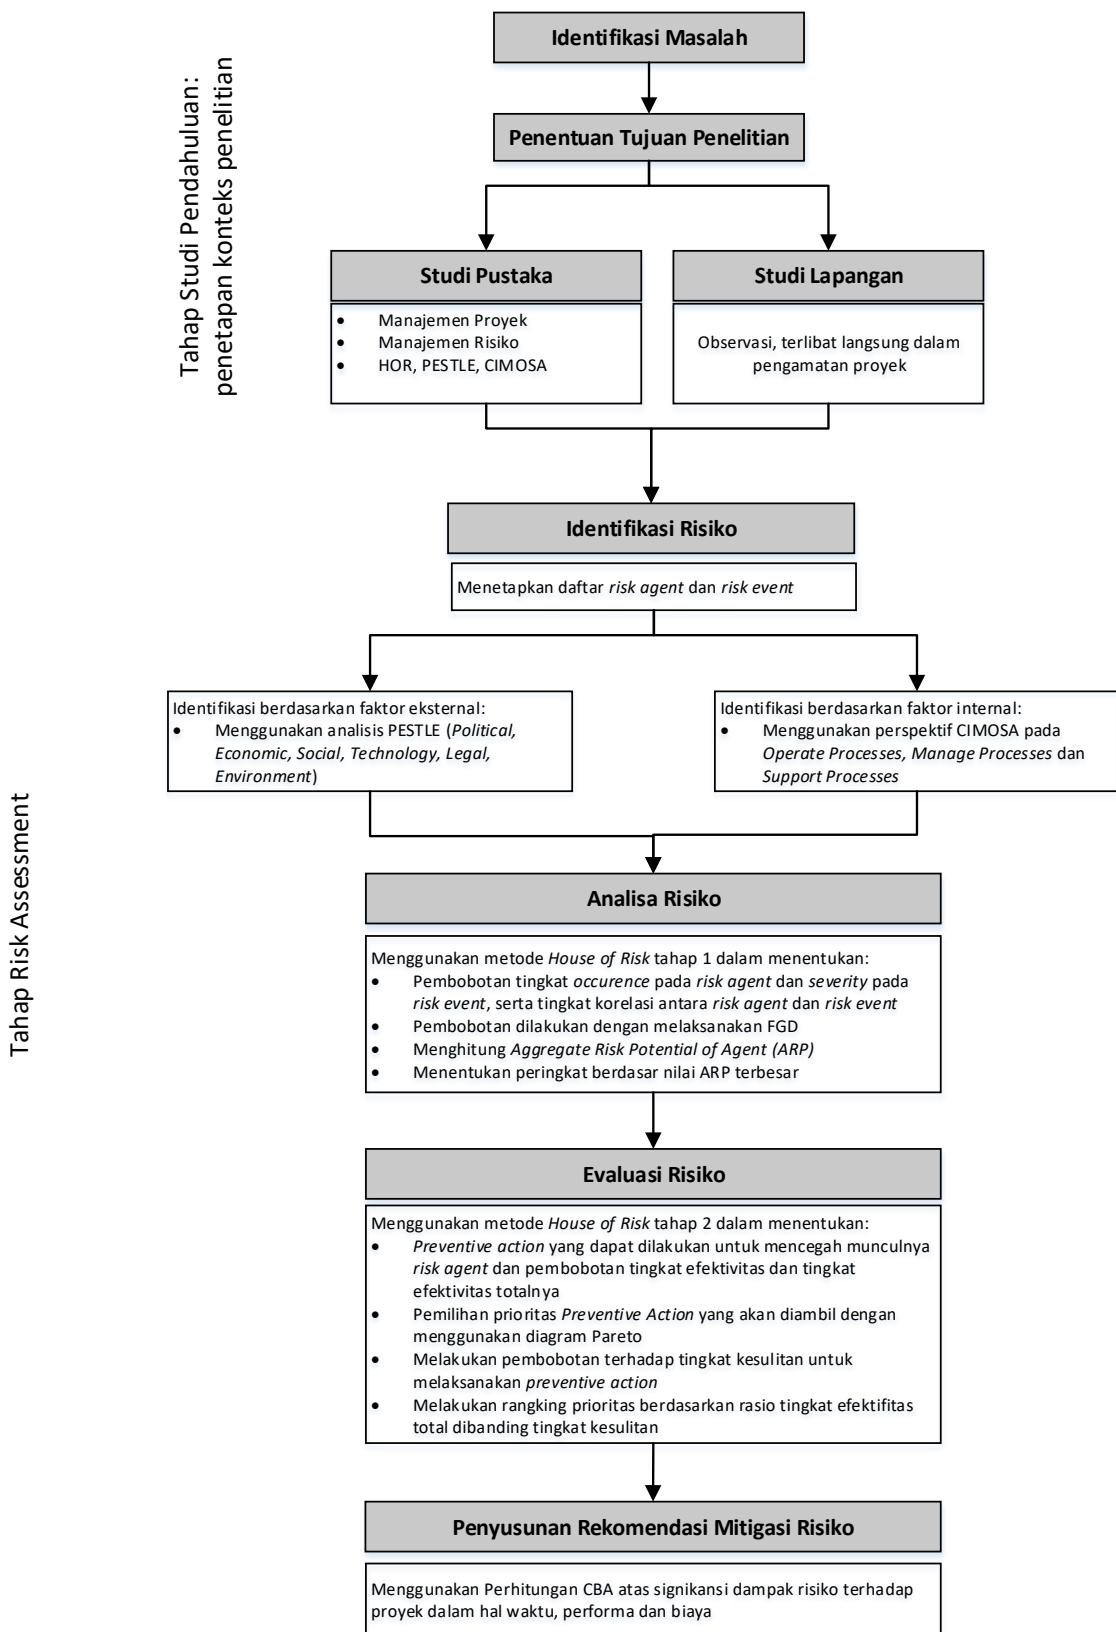 Identifikasi Masalah
Tahap Studi Pendahuluan :
penetapan konteks penelitian
Penentuan Tujuan Penelitian
Studi Pustaka
• Manajemen Proyek
• Manajemen Risiko
• HOR, PESTLE, CIMOSA
Studi Lapangan
Observasi, terlibat langsung dalam
pengamatan proyek
Identifikasi Risiko
Menetapkan daftar risk agent dan risk event
Identifikasi berdasarkan faktor eksternal:
• Menggunakan analisis PESTLE (Political,
Economic, Social, Technology, Legal,
Environment)
Identifikasi berdasarkan faktor internal:
• Menggunakan perspektif CIMOSA pada
Operate Processes, Manage Processes dan
Support Processes
Tahap Risk Assessment
Analisa Risiko
Menggunakan metode House of Risk tahap 1 dalam menentukan:
• Pembobotan tingkat occurence pada risk agent dan severity pada
risk event, serta tingkat korelasi antara risk agent dan risk event
• Pembobotan dilakukan dengan melaksanakan FGD
• Menghitung Aggregate Risk Potential of Agent (ARP)
• Menentukan peringkat berdasar nilai ARP terbesar
Evaluasi Risiko
Menggunakan metode House of Risk tahap 2 dalam menentukan:
• Preventive action yang dapat dilakukan untuk mencegah munculnya
risk agent dan pembobotan tingkat efektivitas dan tingkat
efektivitas totalnya
• Pemilihan prioritas Preventive Action yang akan diambil dengan
menggunakan diagram Pareto
• Melakukan pembobotan terhadap tingkat kesulitan untuk
melaksanakan preventive action
• Melakukan rangking prioritas berdasarkan rasio tingkat efektifitas
total dibanding tingkat kesulitan
Penyusunan Rekomendasi Mitigasi Risiko
Menggunakan Perhitungan CBA atas signikansi dampak risiko terhadap
proyek dalam hal waktu, performa dan biaya